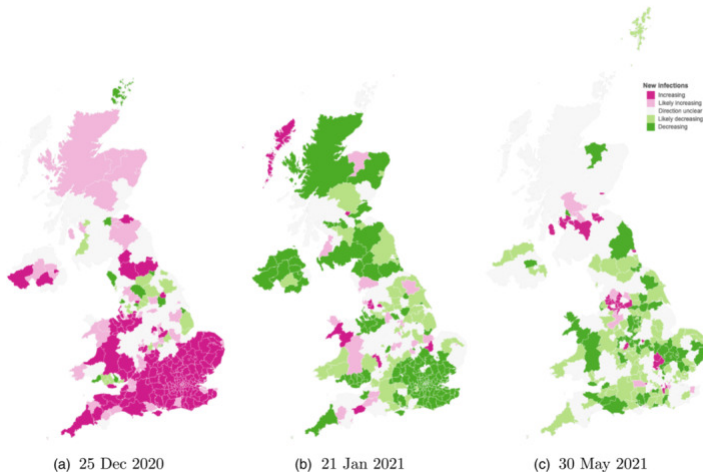 New infections
Increasing
Likely increasing
Direction unclear
Likely decreasing
Decreasing
(a) 25 Dec 2020
(b) 21 Jan 2021
(c) 30 May 2021